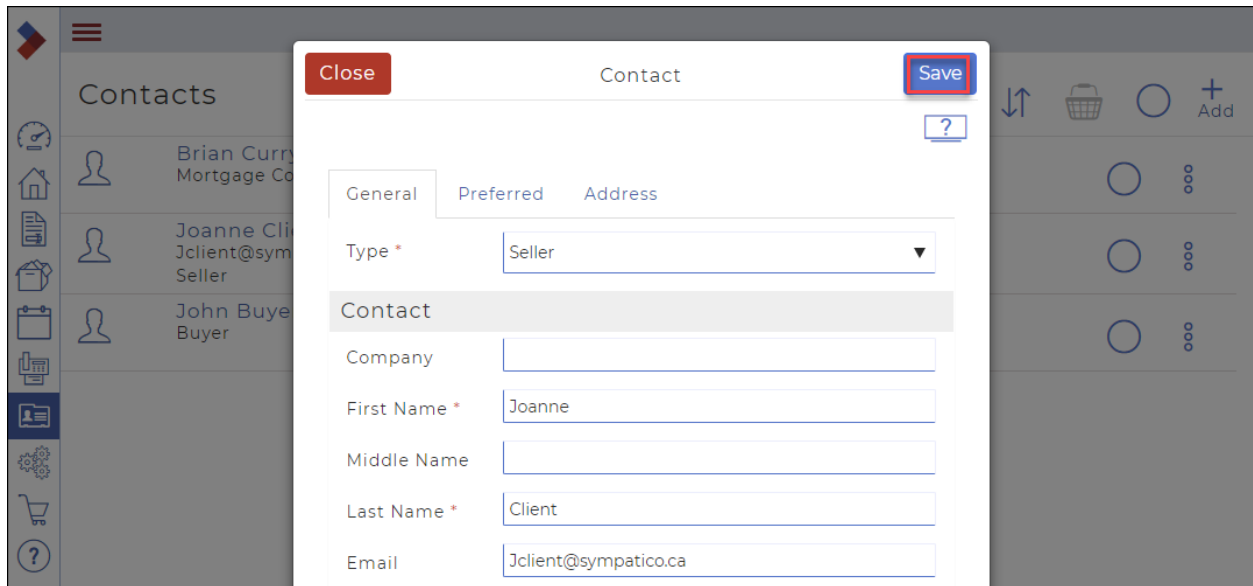 Close
Contact
Save
?
Contacts
Add
Brian Curry
Mortgage Co
Joanne Cli
Jclient@sym
Seller
John Buye
Buyer
General Preferred Address
Type * Seller
Contact
Company
First Name * Joanne
Middle Name
Last Name * Client
Email Jclient@sympatico.ca
?